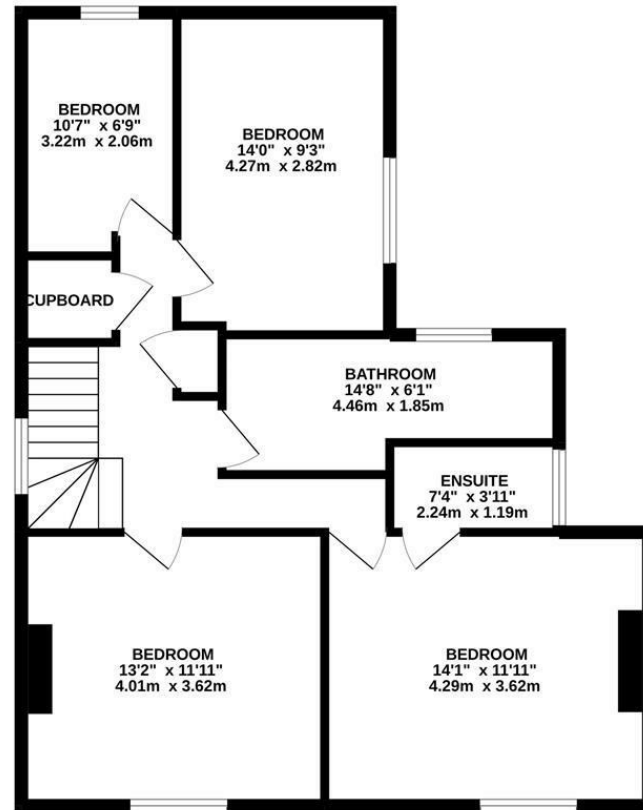 BEDROOM
10'7" x 6'9"
3.22m x 2.06m
BEDROOM
14'0" x 9'3"
4.27m x 2.82m
CUPBOARD
BATHROOM
14'8" x 6'1"
4.46m x 1.85m
ENSUITE
7'4" x 3'11"
2.24m x 1.19m
BEDROOM
13'2" x 11'11"
4.01m x 3.62m
BEDROOM
14'1" x 11'11"
4.29m x 3.62m